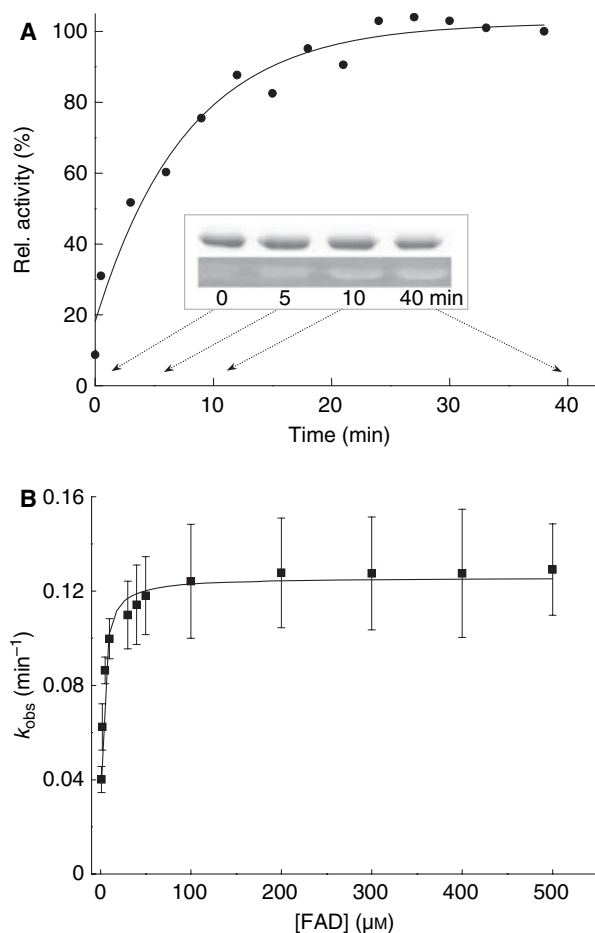 A
100
80
60
40
20
0
Rel. activity (%)
0 5 10 40 min
0 10 20 30 40
Time (min)
B
0.16
0.12
0.08
0.04
0
k_obs (min⁻¹)
0 100 200 300 400 500
[FAD] (µM)